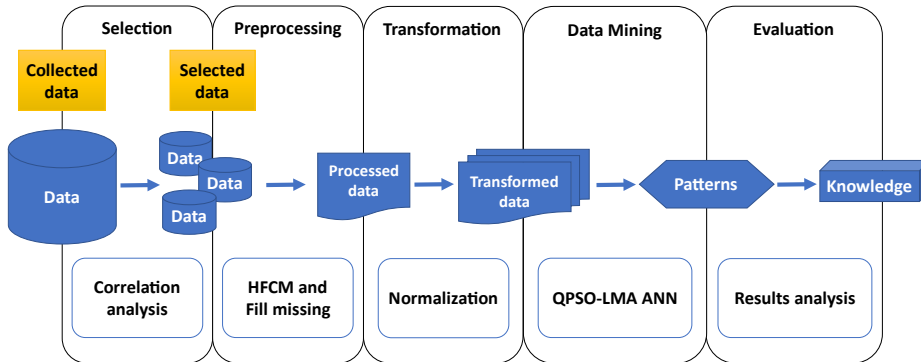 Selection
Preprocessing
Transformation
Data Mining
Evaluation
Collected
data
Selected
data
Data
Data
Data
Data
Processed
data
Transformed
data
Patterns
Knowledge
Correlation
analysis
HFCM and
Fill missing
Normalization
QPSO-LMA ANN
Results analysis